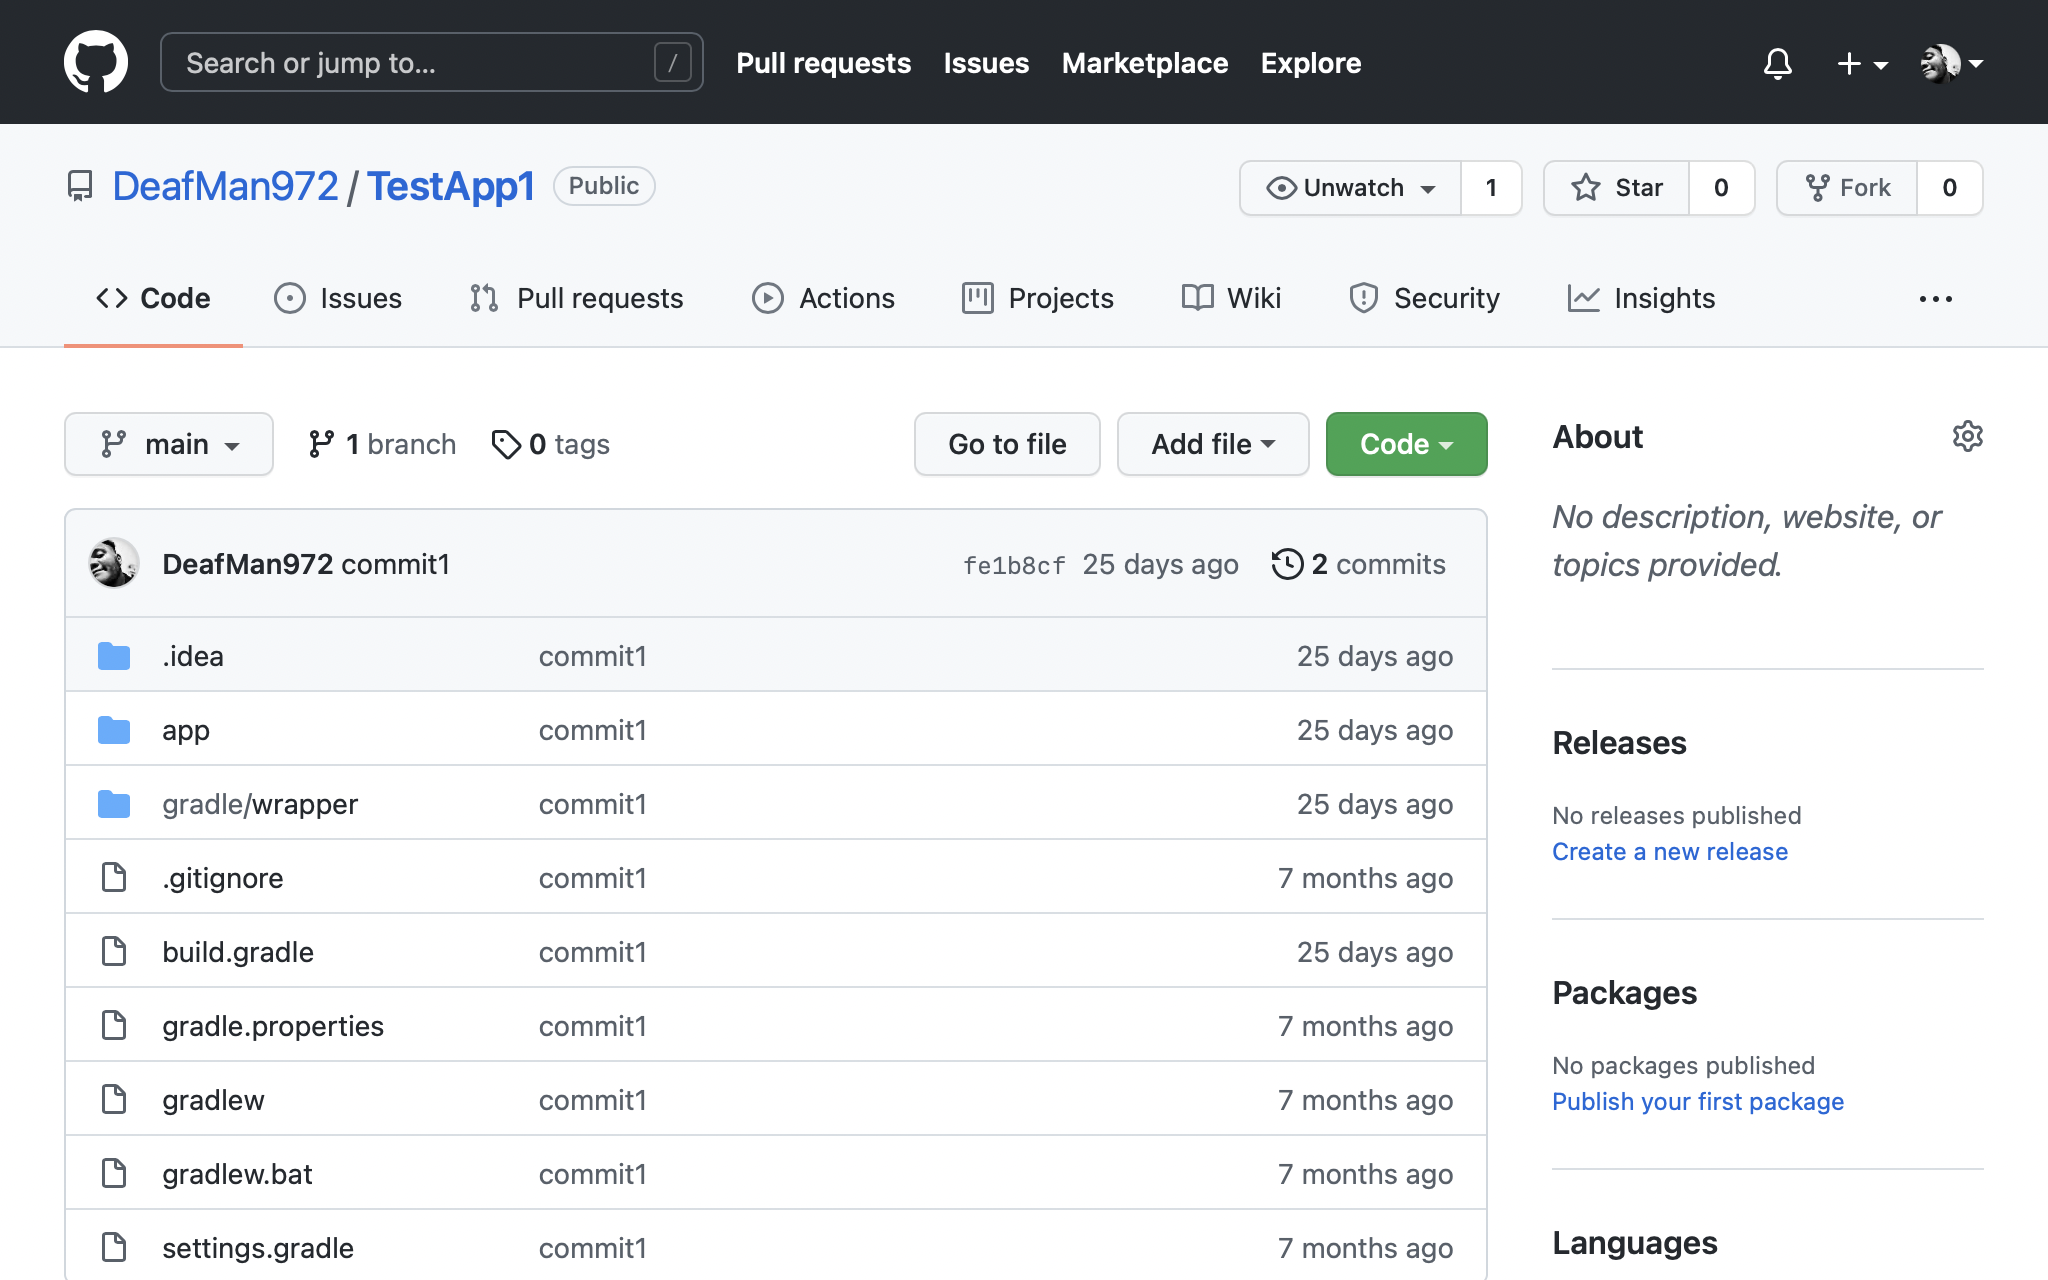 Search or jump to... / Pull requests Issues Marketplace Explore
DeafMan972 / TestApp1 Public Unwatch 1 Star 0 Fork 0
Code Issues Pull requests Actions Projects Wiki Security Insights
main 1 branch 0 tags Go to file Add file Code
About
No description, website, or
topics provided.
DeafMan972 commit1 fe1b8cf 25 days ago 2 commits
.idea commit1 25 days ago
app commit1 25 days ago
gradle/wrapper commit1 25 days ago
.gitignore commit1 7 months ago
build.gradle commit1 25 days ago
gradle.properties commit1 7 months ago
gradlew commit1 7 months ago
gradlew.bat commit1 7 months ago
settings.gradle commit1 7 months ago
Releases
No releases published
Create a new release
Packages
No packages published
Publish your first package
Languages